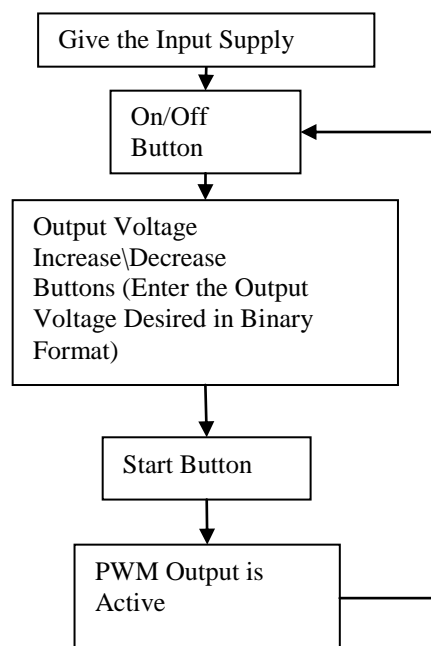 Give the Input Supply
On/Off
Button
Output Voltage
Increase\Decrease
Buttons (Enter the Output
Voltage Desired in Binary
Format)
Start Button
PWM Output is
Active